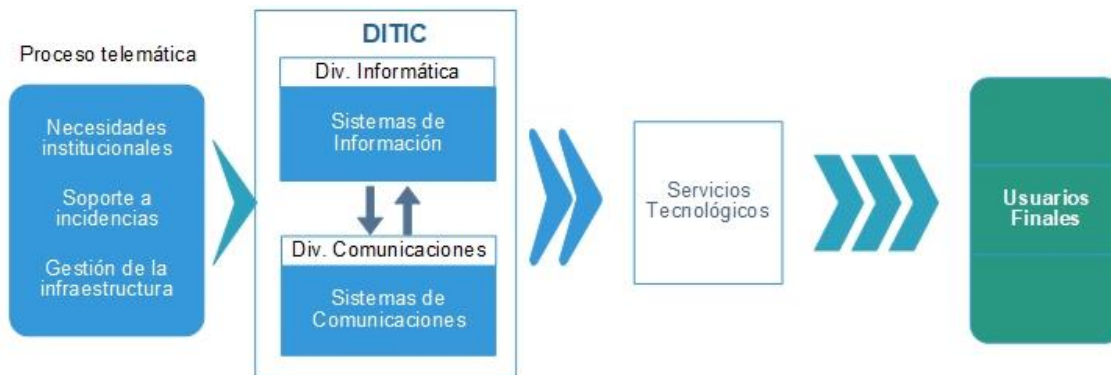 Proceso telemática
Necesidades
institucionales
Soporte a
incidencias
Gestión de la
infraestructura
DITIC
Div. Informática
Sistemas de
Información
Div. Comunicaciones
Sistemas de
Comunicaciones
Servicios
Tecnológicos
Usuarios
Finales